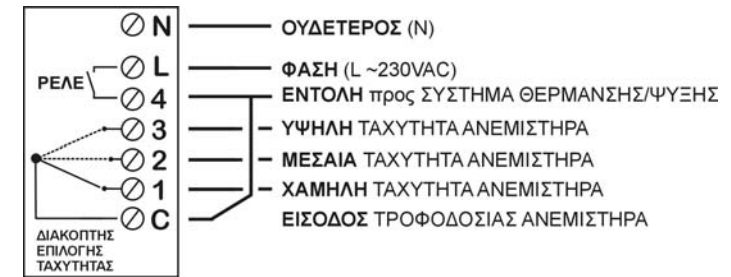 N ΟΥΔΕΤΕΡΟΣ (N)
L ΦΑΣΗ (L ~230VAC)
ΡΕΛΕ
4 ΕΝΤΟΛΗ προς ΣΥΣΤΗΜΑ ΘΕΡΜΑΝΣΗΣ/ΨΥΞΗΣ
3 ΥΨΗΛΗ ΤΑΧΥΤΗΤΑ ΑΝΕΜΙΣΤΗΡΑ
2 ΜΕΣΑΙΑ ΤΑΧΥΤΗΤΑ ΑΝΕΜΙΣΤΗΡΑ
1 ΧΑΜΗΛΗ ΤΑΧΥΤΗΤΑ ΑΝΕΜΙΣΤΗΡΑ
C ΕΙΣΟΔΟΣ ΤΡΟΦΟΔΟΣΙΑΣ ΑΝΕΜΙΣΤΗΡΑ
ΔΙΑΚΟΠΤΗΣ
ΕΠΙΛΟΓΗΣ
ΤΑΧΥΤΗΤΑΣ